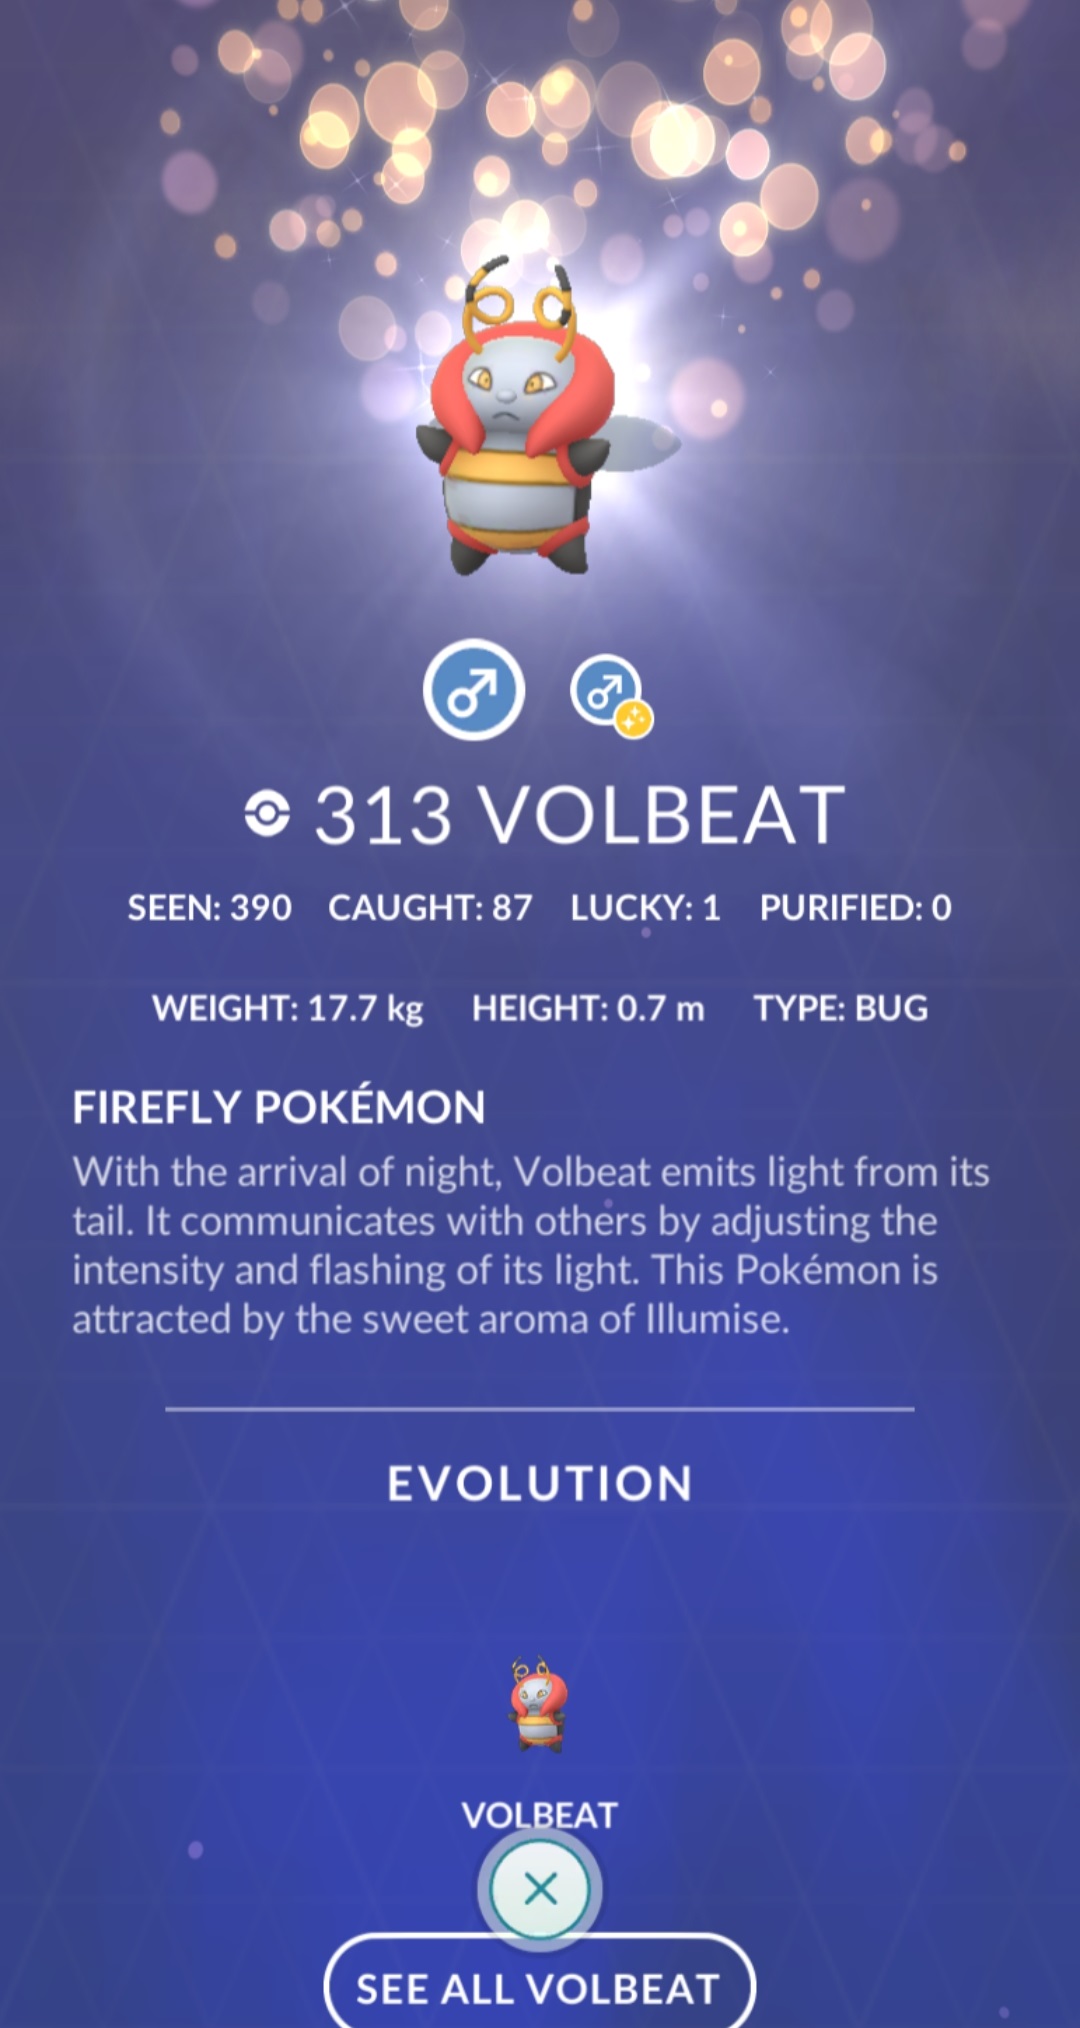 313 VOLBEAT
SEEN: 390 CAUGHT: 87 LUCKY: 1 PURIFIED: 0
WEIGHT: 17.7 kg HEIGHT: 0.7 m TYPE: BUG
FIREFLY POKÉMON
With the arrival of night, Volbeat emits light from its
tail. It communicates with others by adjusting the
intensity and flashing of its light. This Pokémon is
attracted by the sweet aroma of Illumise.
EVOLUTION
VOLBEAT
SEE ALL VOLBEAT